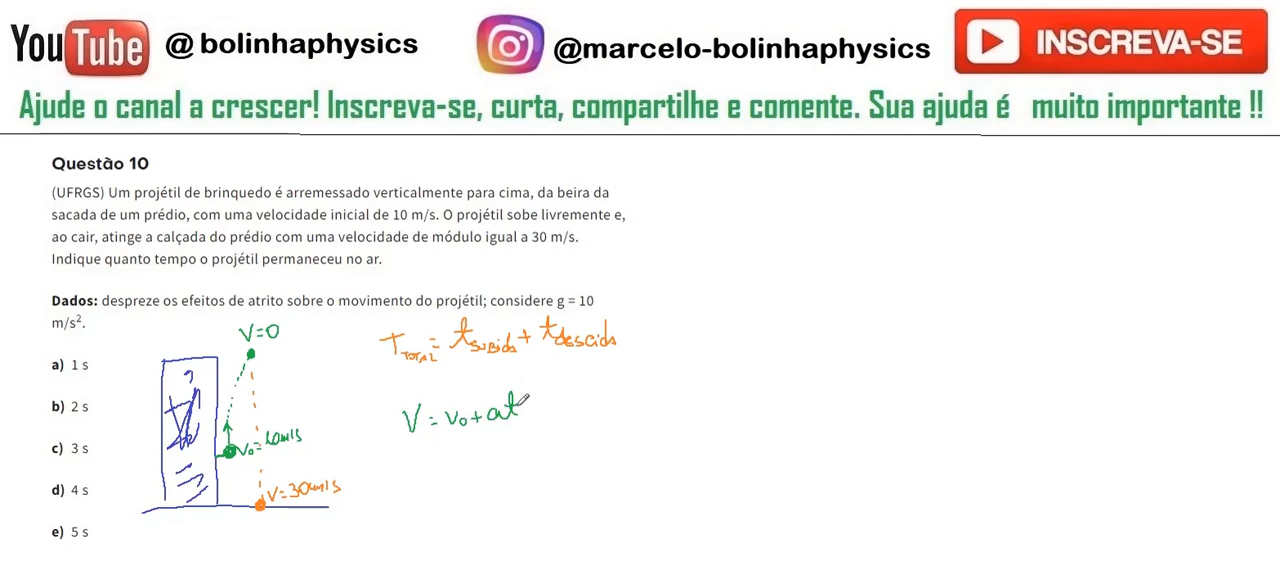 YouTube @ bolinhaphysics @marcelo-bolinhaphysics INSCREVA-SE
Ajude o canal a crescer! Inscreva-se, curta, compartilhe e comente. Sua ajuda é muito importante !!
Questão 10
(UFRGS) Um projétil de brinquedo é arremessado verticalmente para cima, da beira da
sacada de um prédio, com uma velocidade inicial de 10 m/s. O projétil sobe livremente e,
ao cair, atinge a calçada do prédio com uma velocidade de módulo igual a 30 m/s.
Indique quanto tempo o projétil permaneceu no ar.
Dados: despreze os efeitos de atrito sobre o movimento do projétil; considere g = 10
m/s².
a) 1 s
b) 2 s
c) 3 s
d) 4 s
e) 5 s
V=0
V₀=10m/s
V=30m/s
T TOTAL = t SUBIDA + t DESCIDA
V = V₀ + at